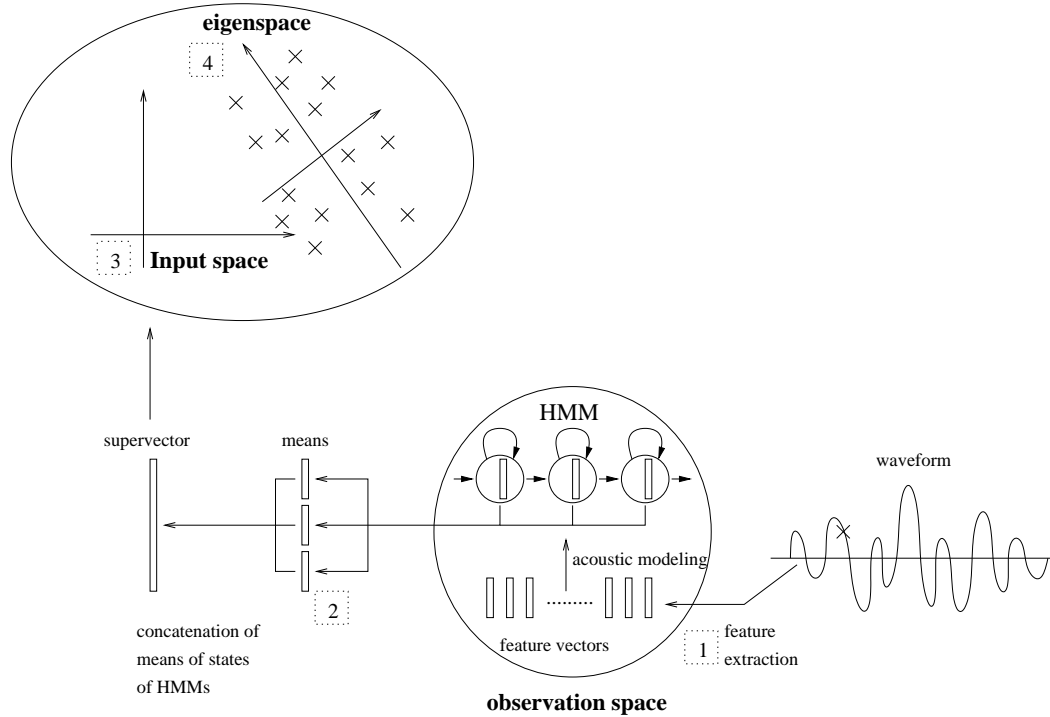 eigenspace
4
3
Input space
supervector
means
HMM
waveform
acoustic modeling
.........
feature vectors
2
1
feature
extraction
concatenation of
means of states
of HMMs
observation space